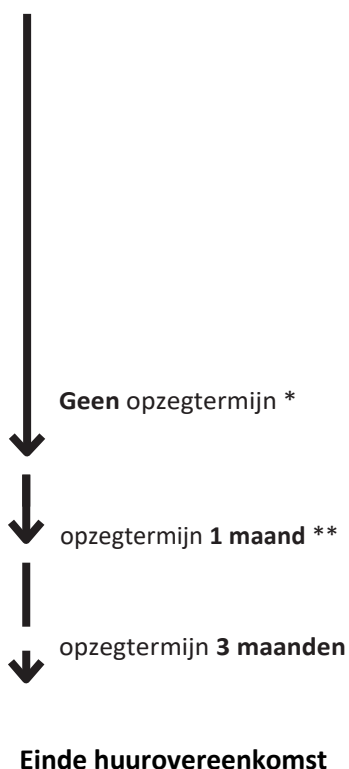 Geen opzegtermijn *
opzegtermijn 1 maand **
opzegtermijn 3 maanden
Einde huurovereenkomst